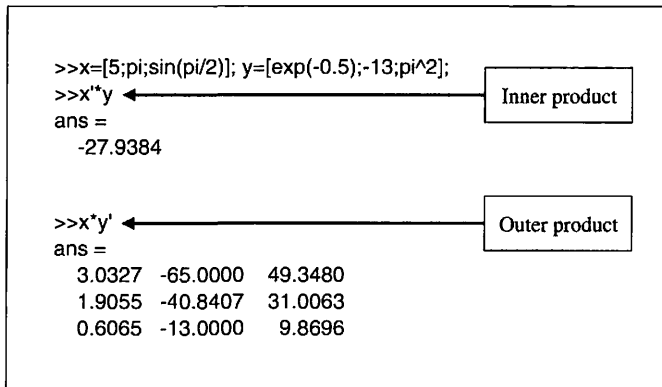 >>x=[5;pi;sin(pi/2)]; y=[exp(-0.5);-13;pi^2];
>>x'*y
Inner product
ans =
-27.9384
>>x*y'
Outer product
ans =
3.0327 -65.0000 49.3480
1.9055 -40.8407 31.0063
0.6065 -13.0000 9.8696